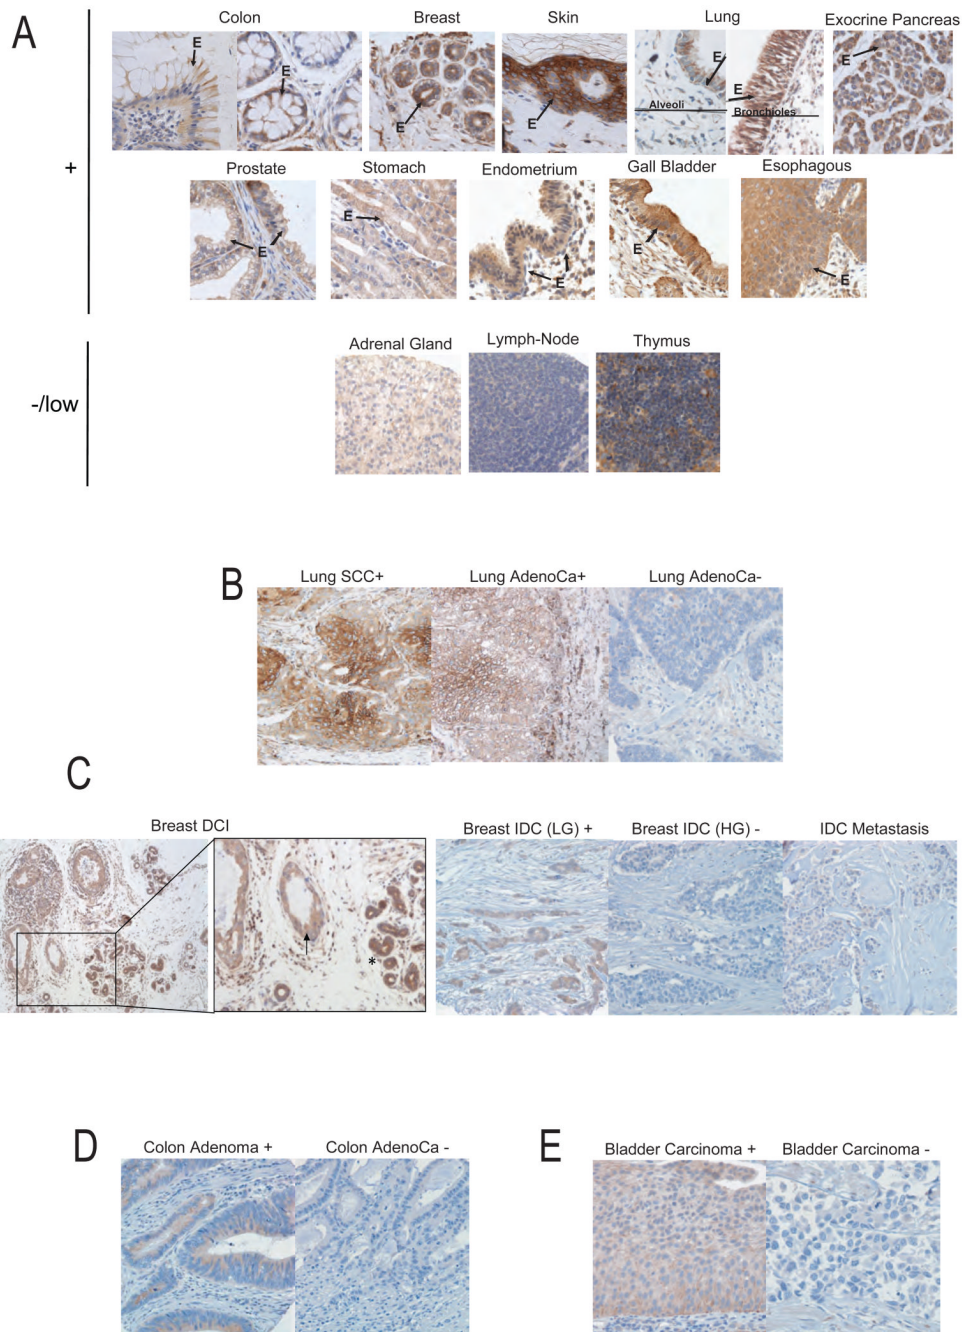 A
Colon
Breast
Skin
Lung
Exocrine Pancreas
E
E
E
E
E
Alveoli
E
Bronchioles
E
+
Prostate
Stomach
Endometrium
Gall Bladder
Esophagous
E
E
E
E
E
-/low
Adrenal Gland
Lymph-Node
Thymus
B
Lung SCC+
Lung AdenoCa+
Lung AdenoCa-
C
Breast DCI
Breast IDC (LG) +
Breast IDC (HG) -
IDC Metastasis
*
D
Colon Adenoma +
Colon AdenoCa -
E
Bladder Carcinoma +
Bladder Carcinoma -